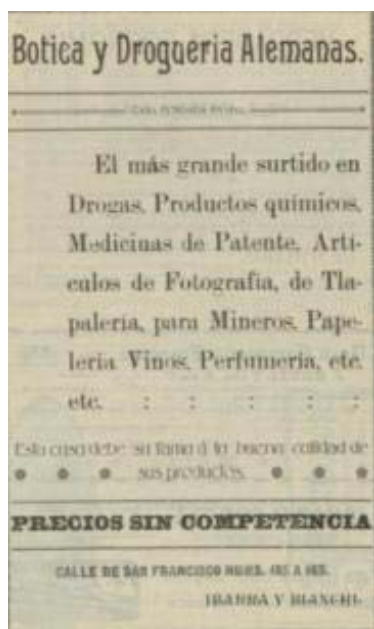 Botica y Drogueria Alemanas.
El más grande surtido en
Drogas, Productos químicos,
Medicinas de Patente, Artí-
culos de Fotografia, de Tla-
palería, para Mineros, Pape-
lería Vinos, Perfumería, etc.
etc. : : : : :
Esta casa debe su fama á la buena calidad de
sus productos.
PRECIOS SIN COMPETENCIA
CALLE DE SAN FRANCISCO NUMS.
IBARRA Y BIANCHI.